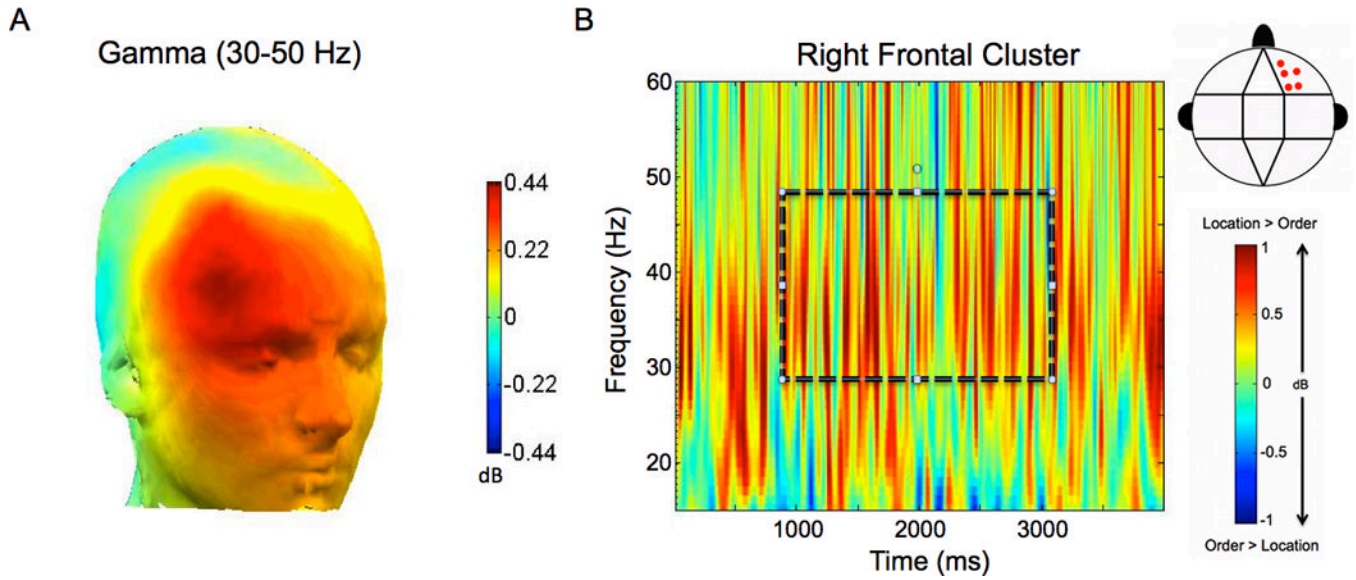 A
Gamma (30-50 Hz)
0.44
0.22
0
-0.22
-0.44
dB
B
Right Frontal Cluster
60
50
40
30
20
Frequency (Hz)
1000
2000
3000
Time (ms)
Location > Order
1
0.5
0
dB
-0.5
-1
Order > Location